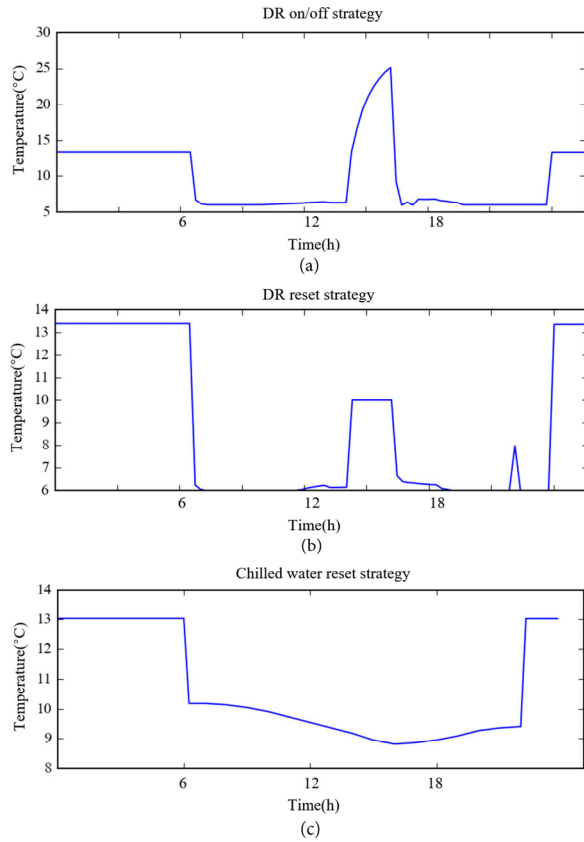 DR on/off strategy
Temperature(°C)
30
25
20
15
10
5
6
12
18
Time(h)
(a)
DR reset strategy
Temperature(°C)
14
13
12
11
10
9
8
7
6
6
12
18
Time(h)
(b)
Chilled water reset strategy
Temperature(°C)
14
13
12
11
10
9
8
6
12
18
Time(h)
(c)